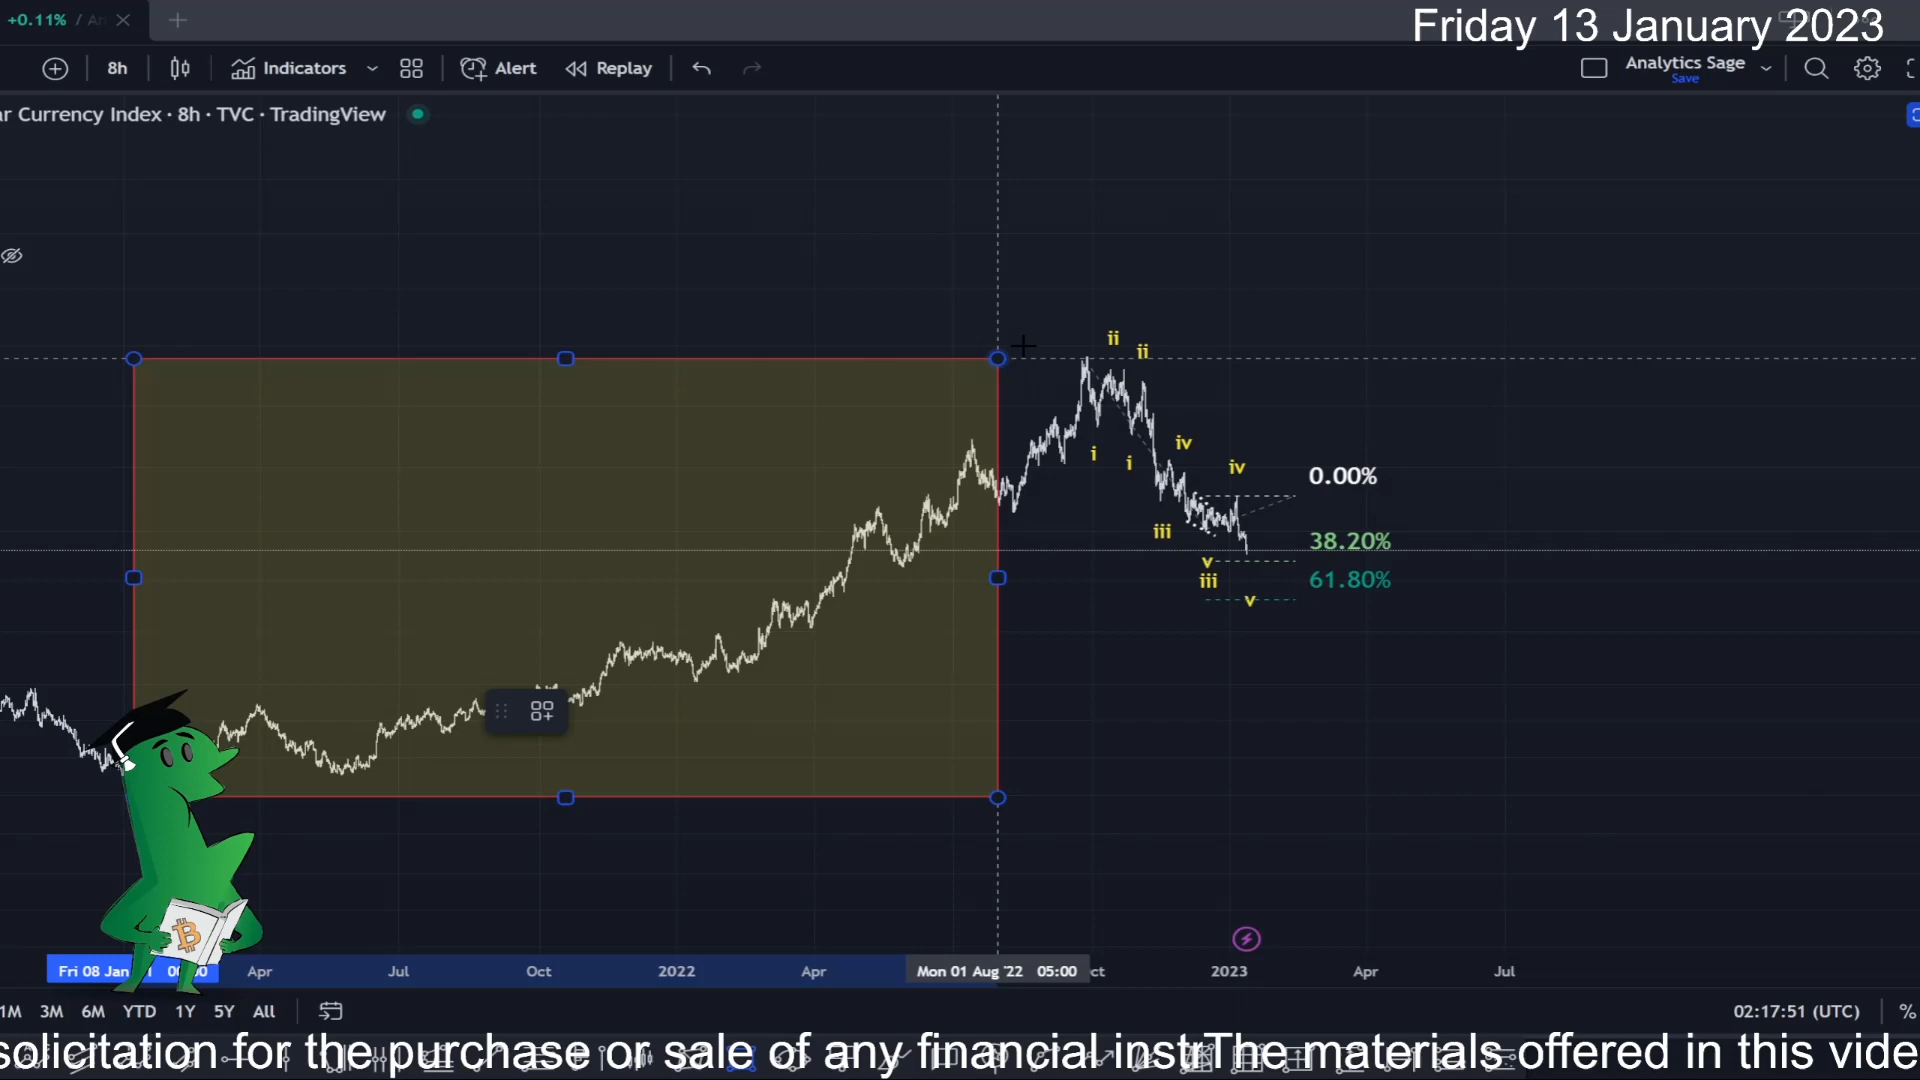 +0.11% /
Friday 13 January 2023
8h
Indicators
Alert
Replay
Analytics Sage
Save
r Currency Index · 8h · TVC · TradingView
ii
ii
i
i
iv
iv
iii
v
iii
v
0.00%
38.20%
61.80%
Fri 08 Jan
Apr
Jul
Oct
2022
Apr
Mon 01 Aug '22 05:00
ct
2023
Apr
Jul
1M 3M 6M YTD 1Y 5Y All
02:17:51 (UTC)
%
solicitation for the purchase or sale of any financial instrThe materials offered in this vide